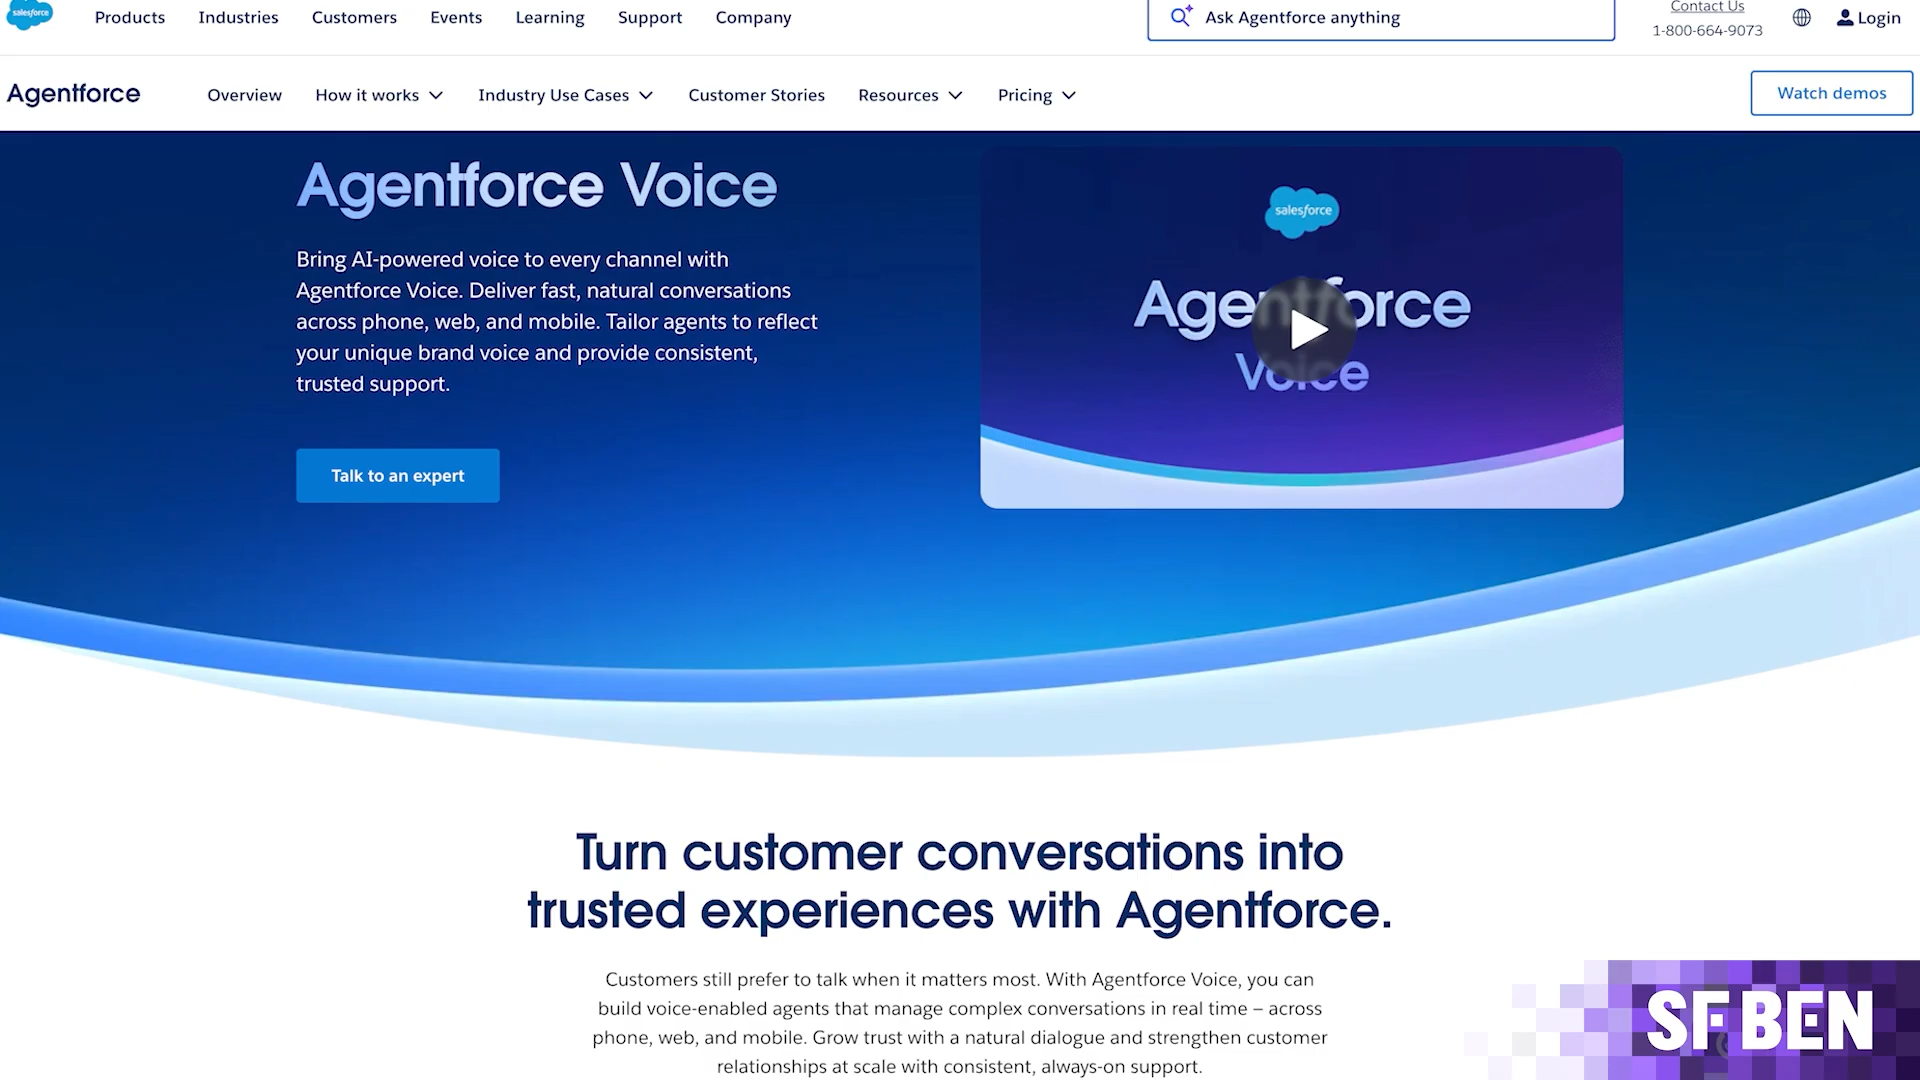 salesforce
Products Industries Customers Events Learning Support Company
Ask Agentforce anything
Contact Us
1-800-664-9073
Login
Agentforce
Overview How it works Industry Use Cases Customer Stories Resources Pricing
Watch demos
Agentforce Voice
Bring AI-powered voice to every channel with
Agentforce Voice. Deliver fast, natural conversations
across phone, web, and mobile. Tailor agents to reflect
your unique brand voice and provide consistent,
trusted support.
Talk to an expert
salesforce
Agentforce
Voice
Turn customer conversations into
trusted experiences with Agentforce.
Customers still prefer to talk when it matters most. With Agentforce Voice, you can
build voice-enabled agents that manage complex conversations in real time – across
phone, web, and mobile. Grow trust with a natural dialogue and strengthen customer
relationships at scale with consistent, always-on support.
SF BEN